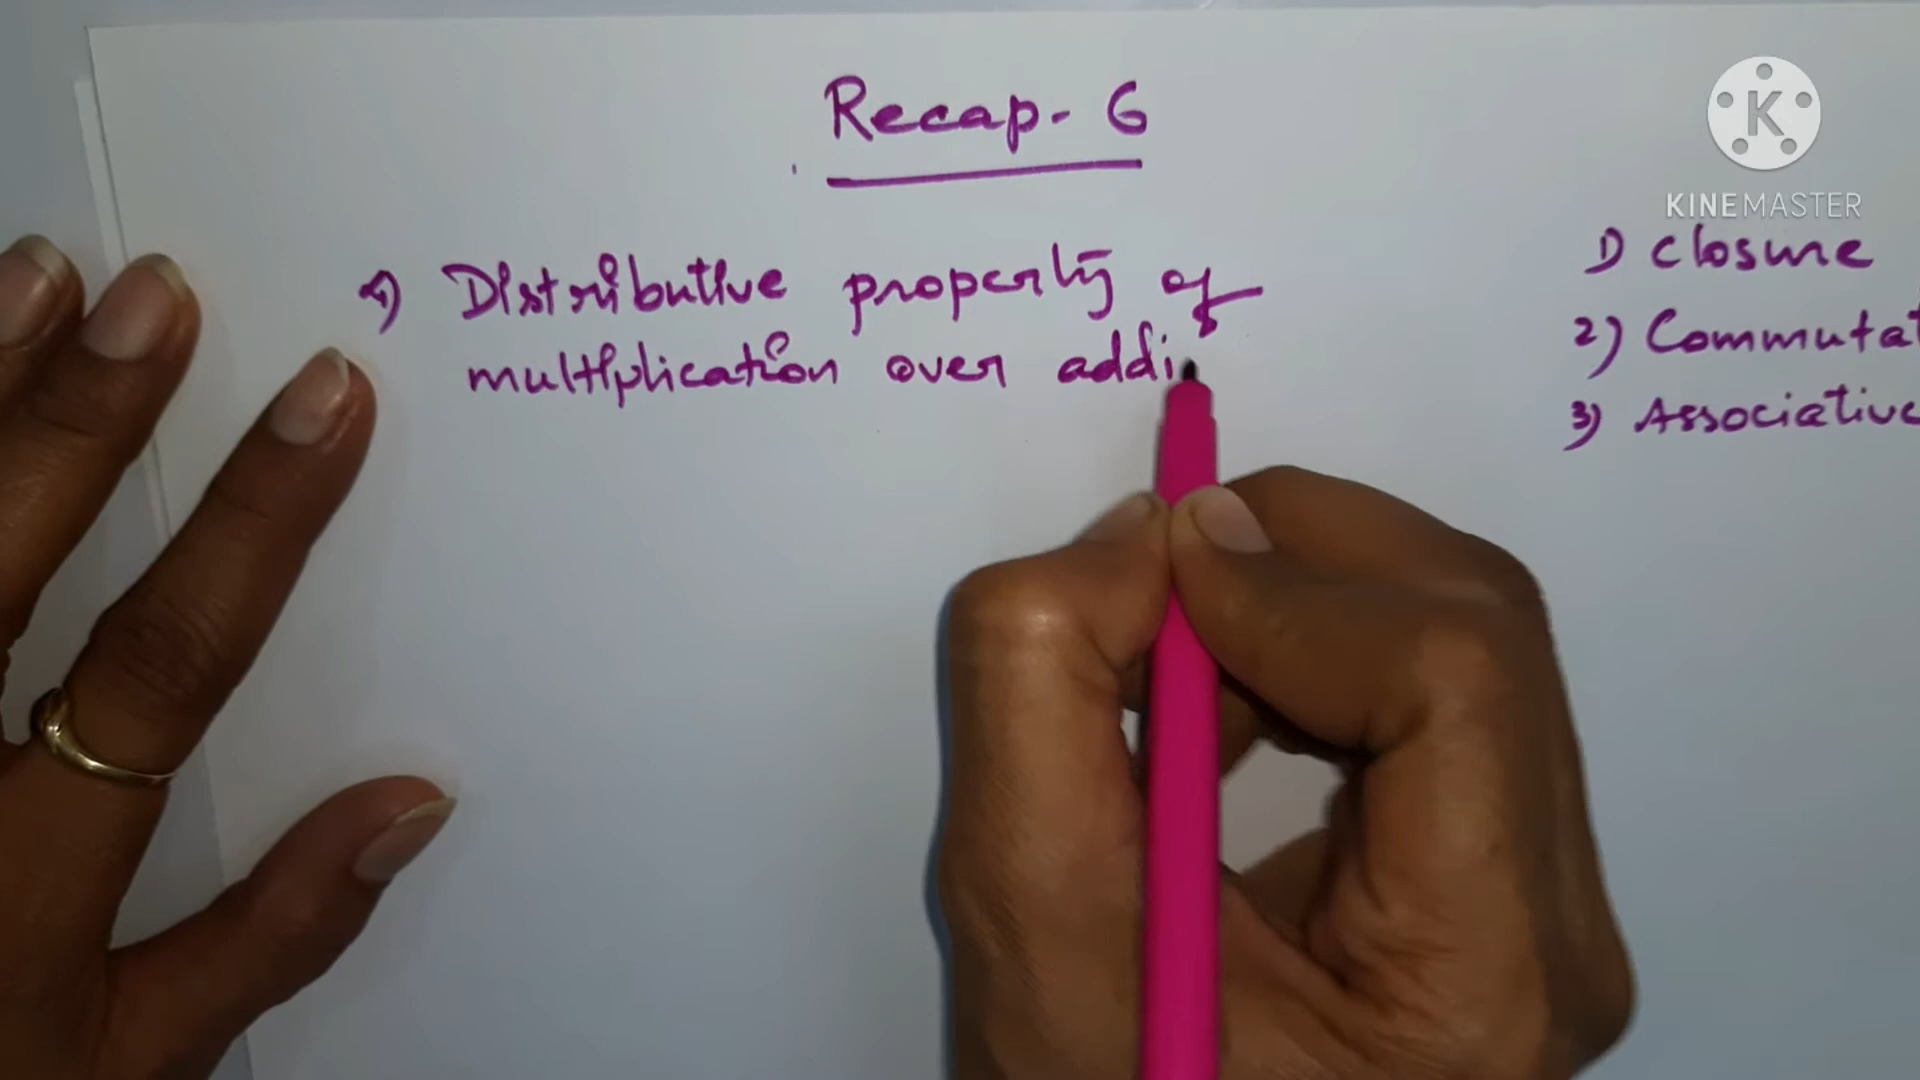 Recap- 6
4) Distributive property of
multiplication over addi
1) closure
2) Commutat
3) Associative
K
KINEMASTER